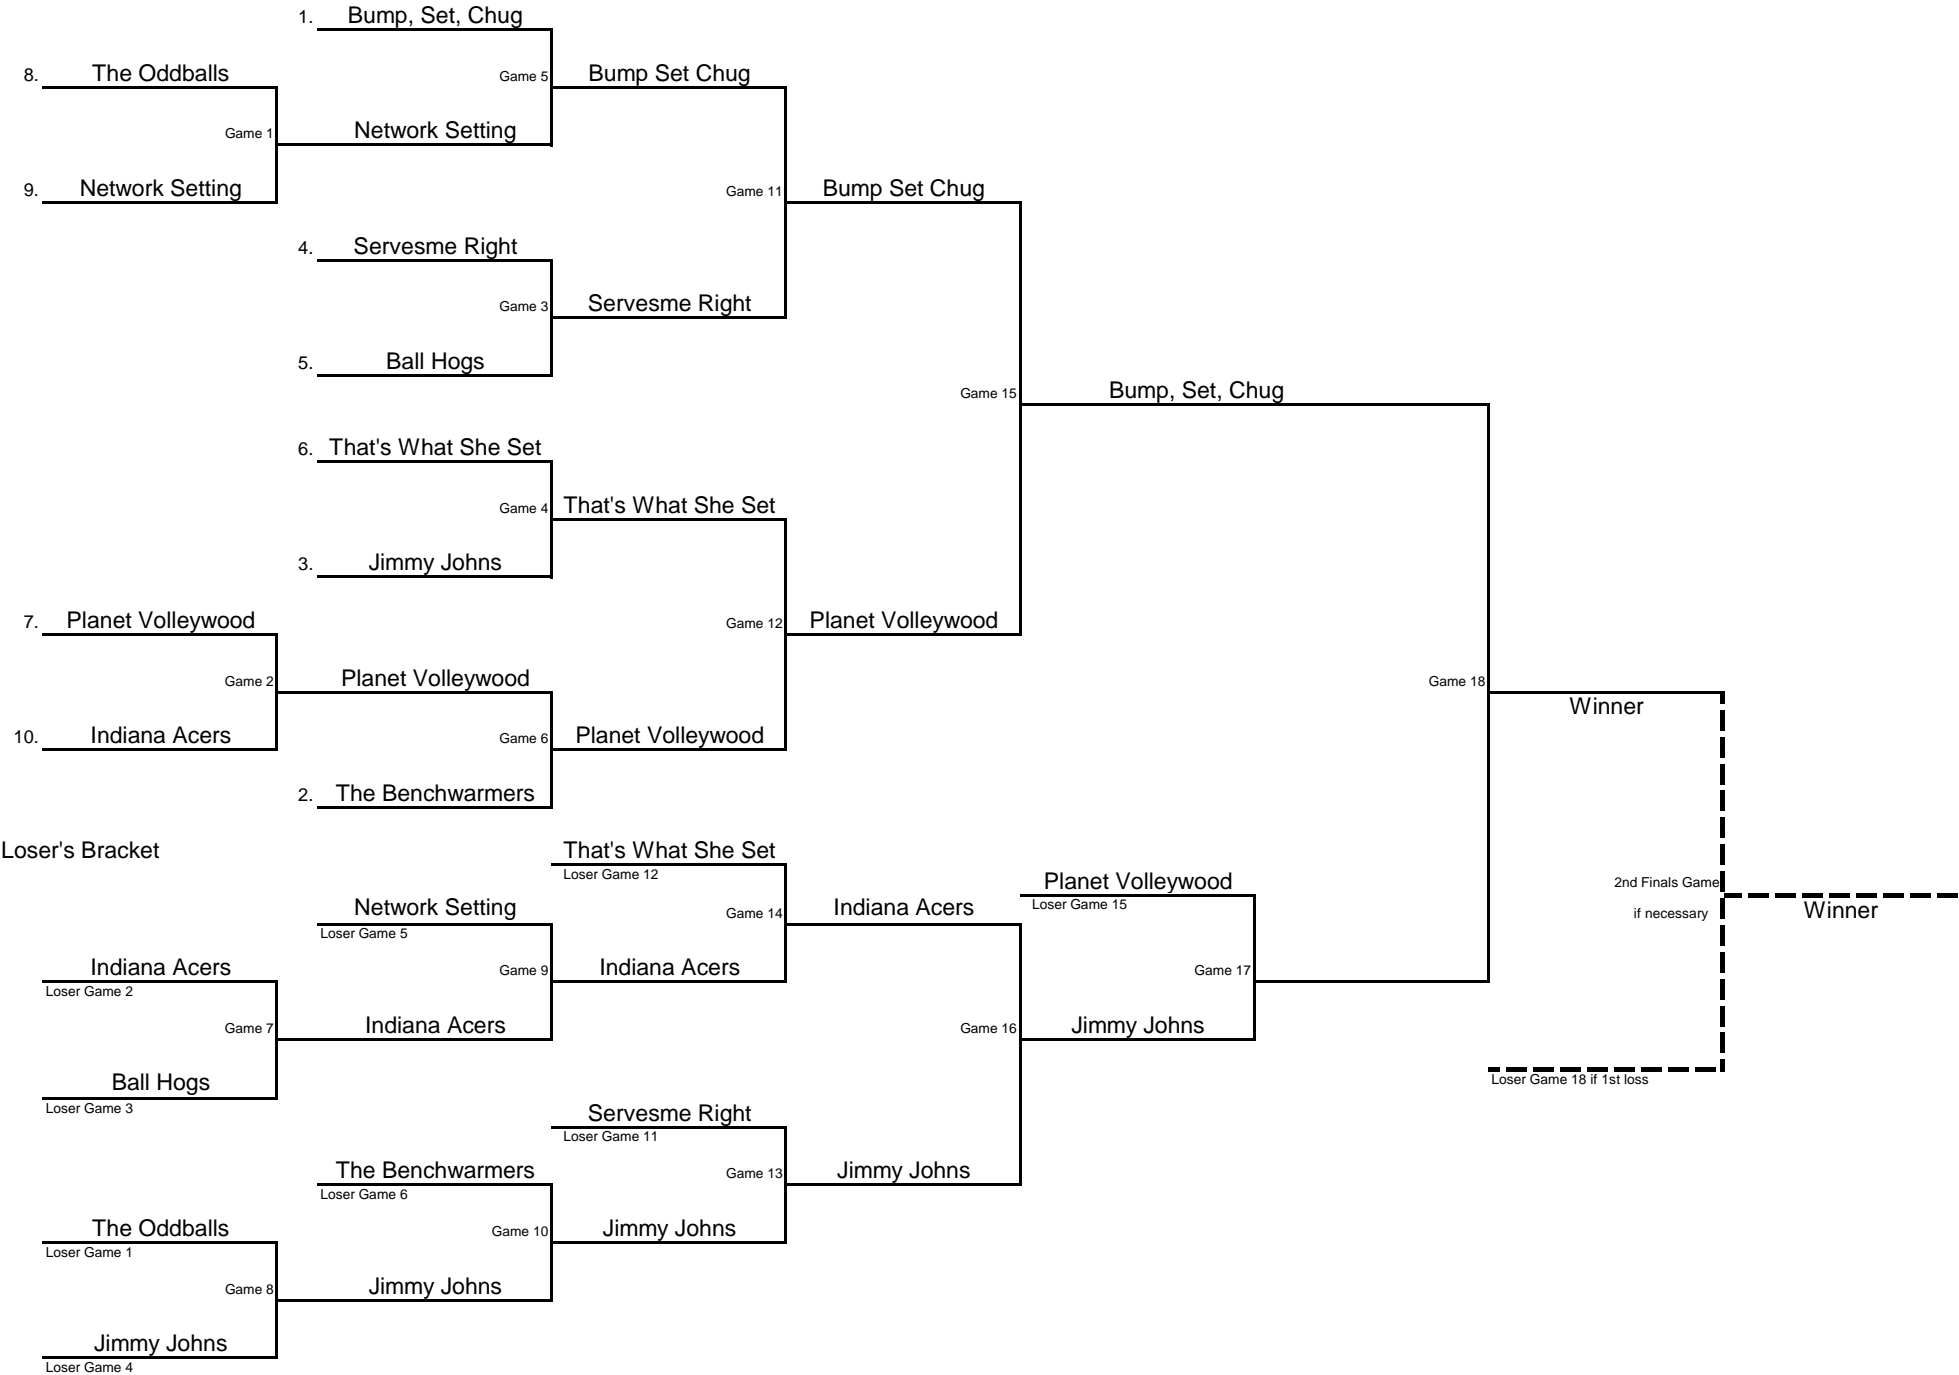 1. Bump, Set, Chug
8. The Oddballs
Game 5
Bump Set Chug
Game 1
Network Setting
9. Network Setting
Game 11
Bump Set Chug
4. Servesme Right
Game 3
Servesme Right
5. Ball Hogs
Game 15
Bump, Set, Chug
6. That's What She Set
Game 4
That's What She Set
3. Jimmy Johns
7. Planet Volleywood
Game 12
Planet Volleywood
Game 2
Planet Volleywood
Game 18
Winner
10. Indiana Acers
Game 6
Planet Volleywood
2. The Benchwarmers
Loser's Bracket
That's What She Set
Loser Game 12
Planet Volleywood
Loser Game 15
2nd Finals Game
if necessary
Winner
Network Setting
Loser Game 5
Game 14
Indiana Acers
Indiana Acers
Loser Game 2
Game 9
Indiana Acers
Game 17
Game 7
Indiana Acers
Game 16
Jimmy Johns
Ball Hogs
Loser Game 3
Loser Game 18 if 1st loss
Servesme Right
Loser Game 11
The Benchwarmers
Loser Game 6
Game 13
Jimmy Johns
The Oddballs
Loser Game 1
Game 10
Jimmy Johns
Game 8
Jimmy Johns
Jimmy Johns
Loser Game 4